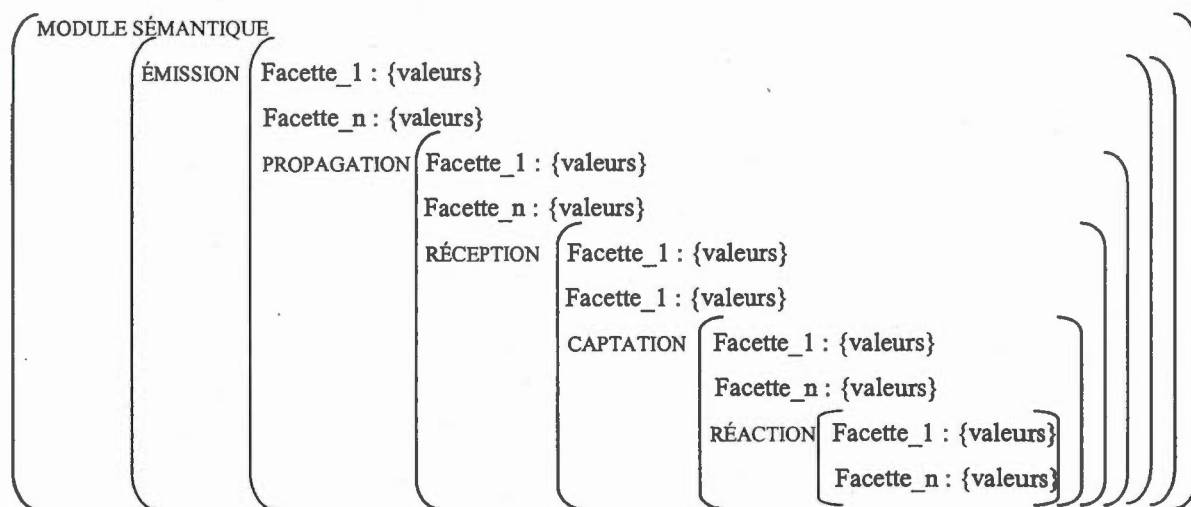 MODULE SÉMANTIQUE
ÉMISSION Facette_1 : {valeurs}
Facette_n : {valeurs}
PROPAGATION Facette_1 : {valeurs}
Facette_n : {valeurs}
RÉCEPTION Facette_1 : {valeurs}
Facette_1 : {valeurs}
CAPTATION Facette_1 : {valeurs}
Facette_n : {valeurs}
RÉACTION Facette_1 : {valeurs}
Facette_n : {valeurs}